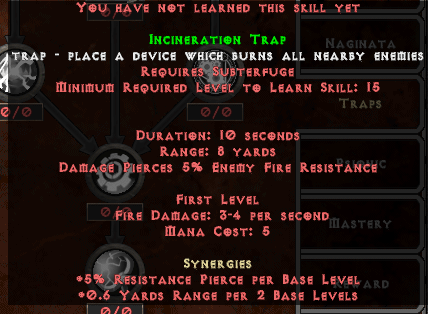 You have not learned this skill yet
Incineration Trap
Naginata
Trap - place a device which burns all nearby enemies
Requires Subterfuge
Minimum Required Level to Learn Skill: 15
Traps
0/0
0/0
Duration: 10 seconds
Range: 8 yards
Damage Pierces 5% Enemy Fire Resistance
Psionic
First Level
0/0
Fire Damage: 3-4 per second
Mana Cost: 5
Mastery
Synergies
+5% Resistance Pierce per Base Level
Reward
+0.6 Yards Range per 2 Base Levels
0/0